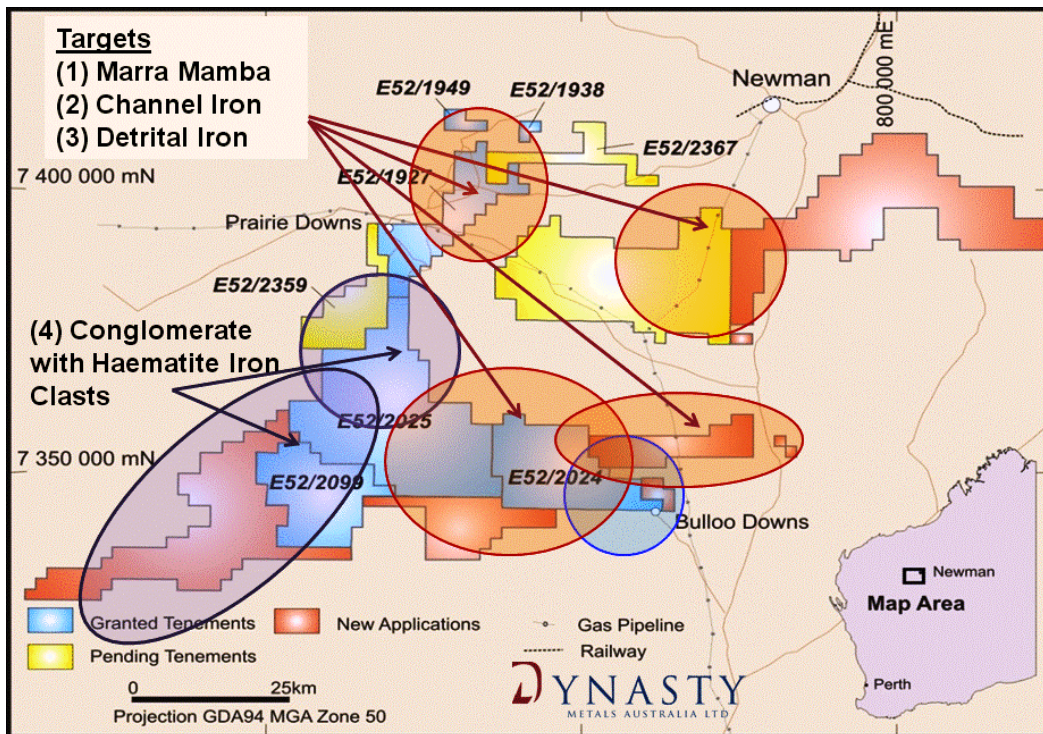 Targets
(1) Marra Mamba
(2) Channel Iron
(3) Detrital Iron
E52/1949
E52/1938
Newman
800 000 mE
E52/2367
7 400 000 mN
E52/1927
Prairie Downs
E52/2359
(4) Conglomerate
with Haematite Iron
Clasts
E52/2025
7 350 000 mN
E52/2099
E52/2024
Bulloo Downs
Newman
Map Area
Perth
Granted Tenements
New Applications
Gas Pipeline
Pending Tenements
Railway
0 25km
Projection GDA94 MGA Zone 50
DYNASTY
METALS AUSTRALIA LTD